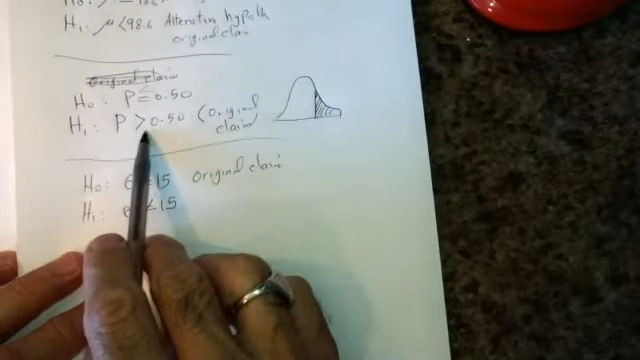 H₁: μ < 98.6 Alternative hypoth
original claim
Original claim
H₀: P ≤ 0.50
H₁: P > 0.50 (original
claim)
H₀: 15 original claim
H₁: 15